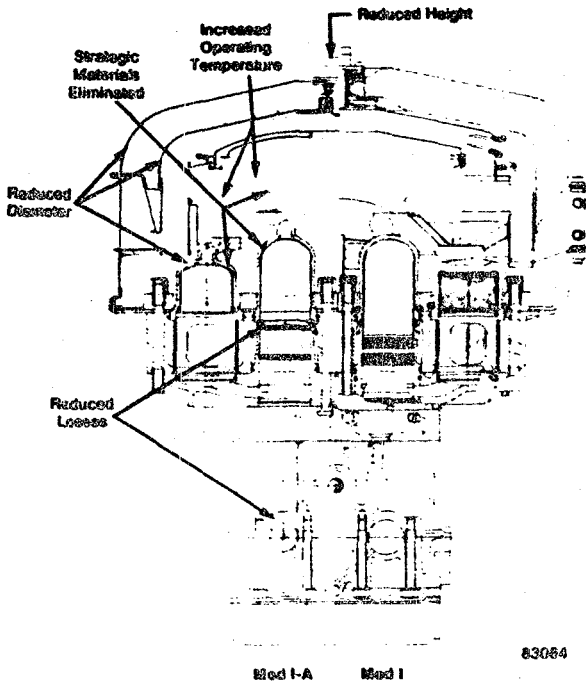 Reduced Height
Increased
Operating
Temperature
Strategic
Materials
Eliminated
Reduced
Diameter
Reduced
Losses
83064
Mod I-A
Mod I